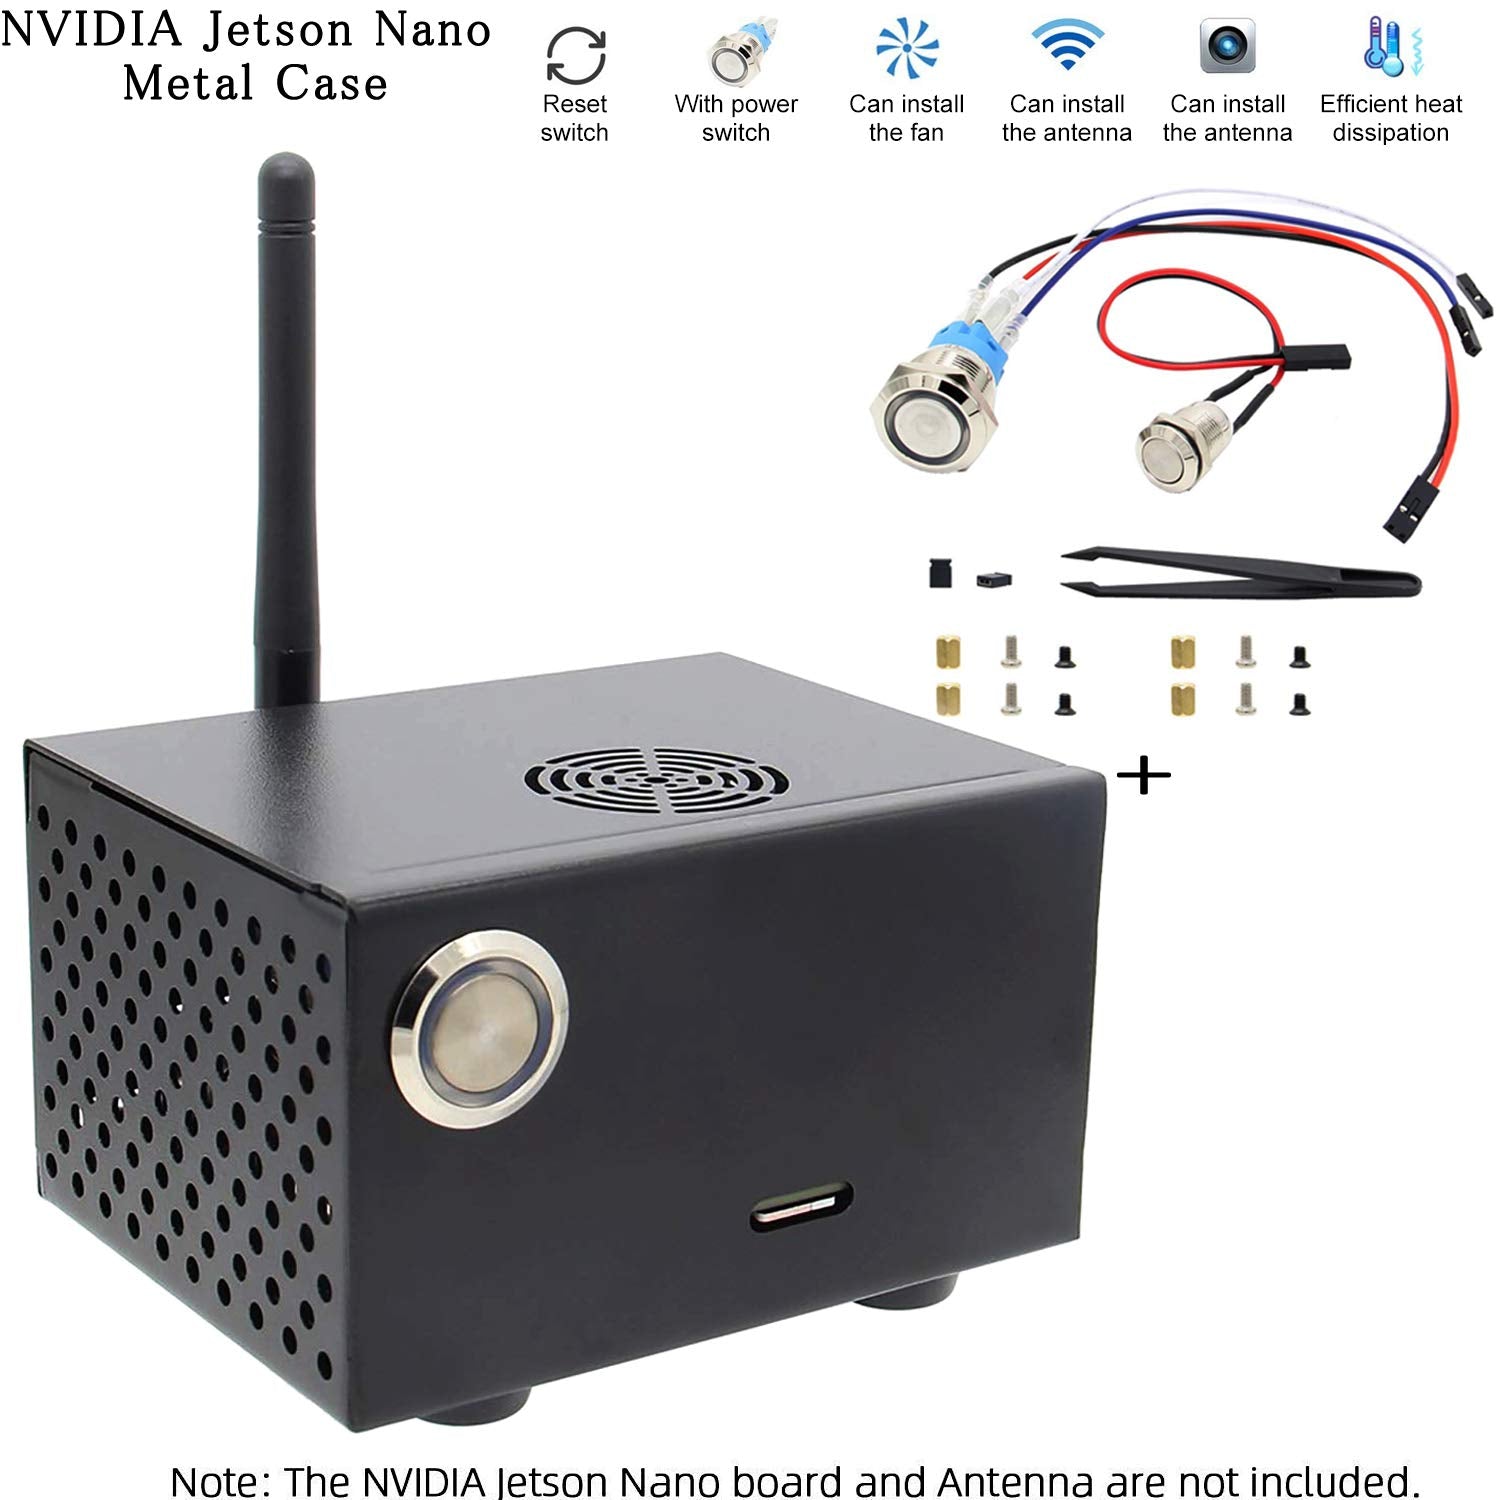 NVIDIA Jetson Nano
Metal Case
Reset
switch
With power
switch
Can install
the fan
Can install
the antenna
Can install
the antenna
Efficient heat
dissipation
Note: The NVIDIA Jetson Nano board and Antenna are not included.